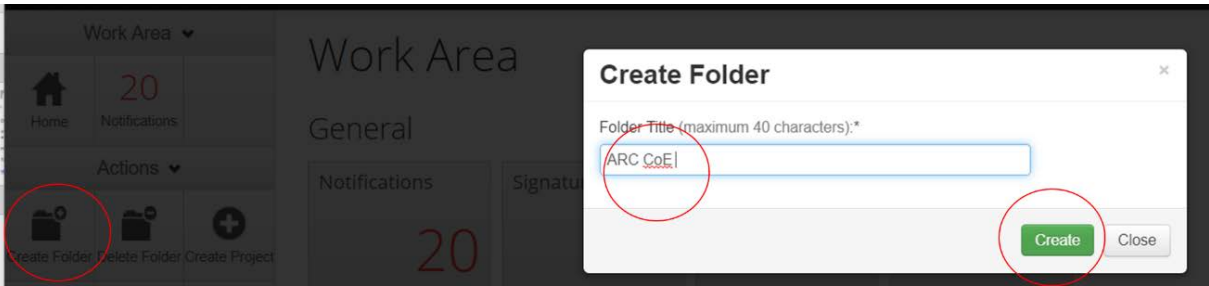 Work Area
20
Home
Notifications
Actions
Create Folder
Delete Folder
Create Project
Work Area
General
Notifications
Signatu
20
Create Folder
×
Folder Title (maximum 40 characters):*
ARC CoE
Create
Close